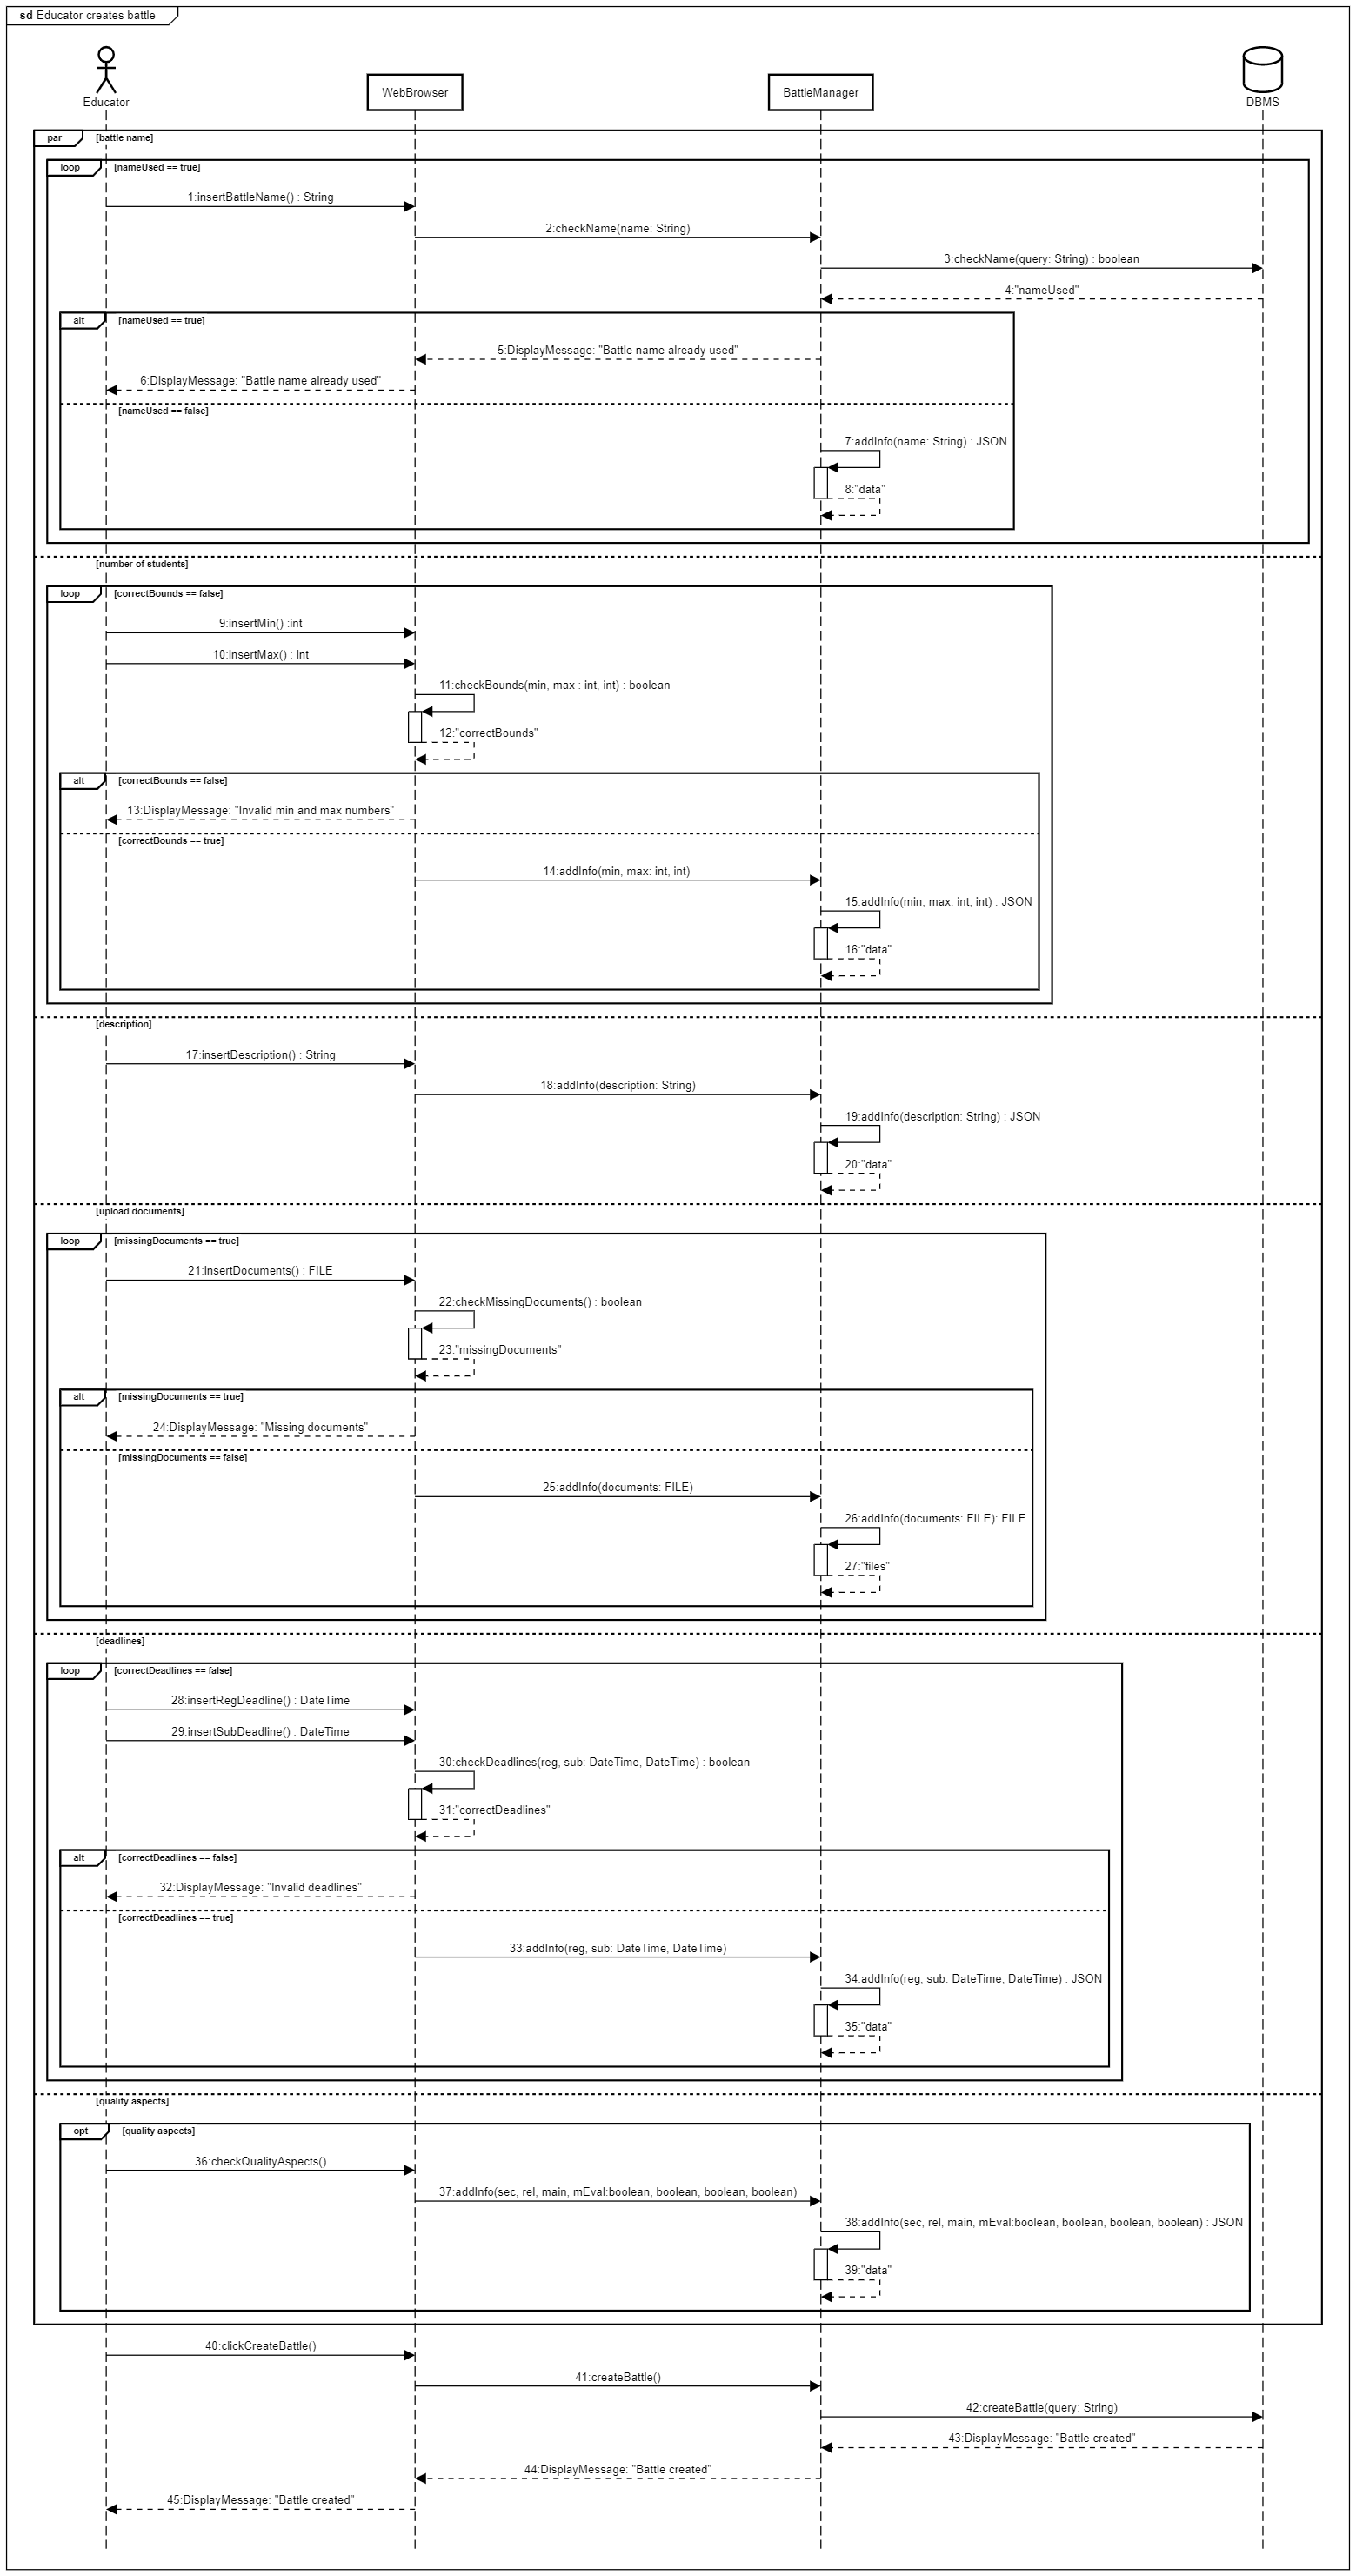 sd Educator creates battle
Educator
WebBrowser
BattleManager
DBMS
par [battle name]
loop [nameUsed == true]
1:insertBattleName() : String
2:checkName(name: String)
3:checkName(query: String) : boolean
4:"nameUsed"
alt [nameUsed == true]
5:DisplayMessage: "Battle name already used"
6:DisplayMessage: "Battle name already used"
[nameUsed == false]
7:addInfo(name: String) : JSON
8:"data"
[number of students]
loop [correctBounds == false]
9:insertMin() :int
10:insertMax() : int
11:checkBounds(min, max : int, int) : boolean
12:"correctBounds"
alt [correctBounds == false]
13:DisplayMessage: "Invalid min and max numbers"
[correctBounds == true]
14:addInfo(min, max: int, int)
15:addInfo(min, max: int, int) : JSON
16:"data"
[description]
17:insertDescription() : String
18:addInfo(description: String)
19:addInfo(description: String) : JSON
20:"data"
[upload documents]
loop [missingDocuments == true]
21:insertDocuments() : FILE
22:checkMissingDocuments() : boolean
23:"missingDocuments"
alt [missingDocuments == true]
24:DisplayMessage: "Missing documents"
[missingDocuments == false]
25:addInfo(documents: FILE)
26:addInfo(documents: FILE): FILE
27:"files"
[deadlines]
loop [correctDeadlines == false]
28:insertRegDeadline() : DateTime
29:insertSubDeadline() : DateTime
30:checkDeadlines(reg, sub: DateTime, DateTime) : boolean
31:"correctDeadlines"
alt [correctDeadlines == false]
32:DisplayMessage: "Invalid deadlines"
[correctDeadlines == true]
33:addInfo(reg, sub: DateTime, DateTime)
34:addInfo(reg, sub: DateTime, DateTime) : JSON
35:"data"
[quality aspects]
opt [quality aspects]
36:checkQualityAspects()
37:addInfo(sec, rel, main, mEval:boolean, boolean, boolean, boolean)
38:addInfo(sec, rel, main, mEval:boolean, boolean, boolean, boolean) : JSON
39:"data"
40:clickCreateBattle()
41:createBattle()
42:createBattle(query: String)
43:DisplayMessage: "Battle created"
44:DisplayMessage: "Battle created"
45:DisplayMessage: "Battle created"